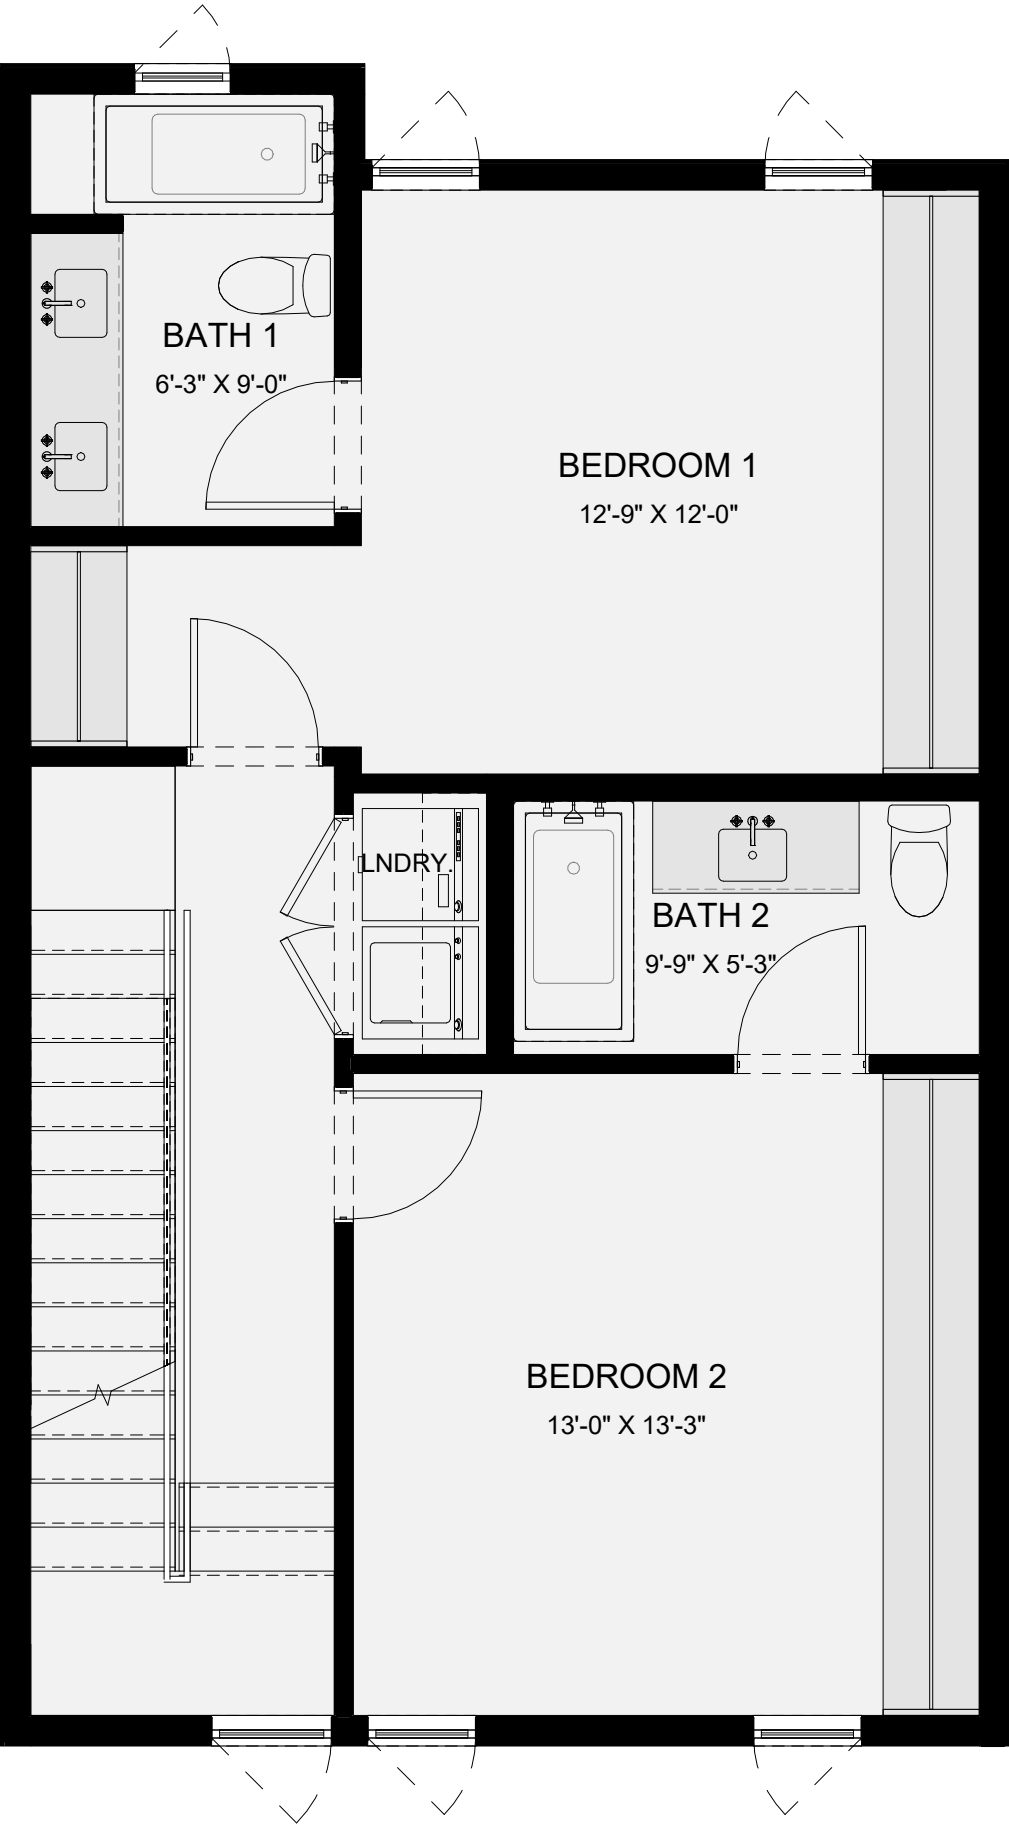 BATH 1
6'-3" X 9'-0"
BEDROOM 1
12'-9" X 12'-0"
LNDRY.
BATH 2
9'-9" X 5'-3"
BEDROOM 2
13'-0" X 13'-3"